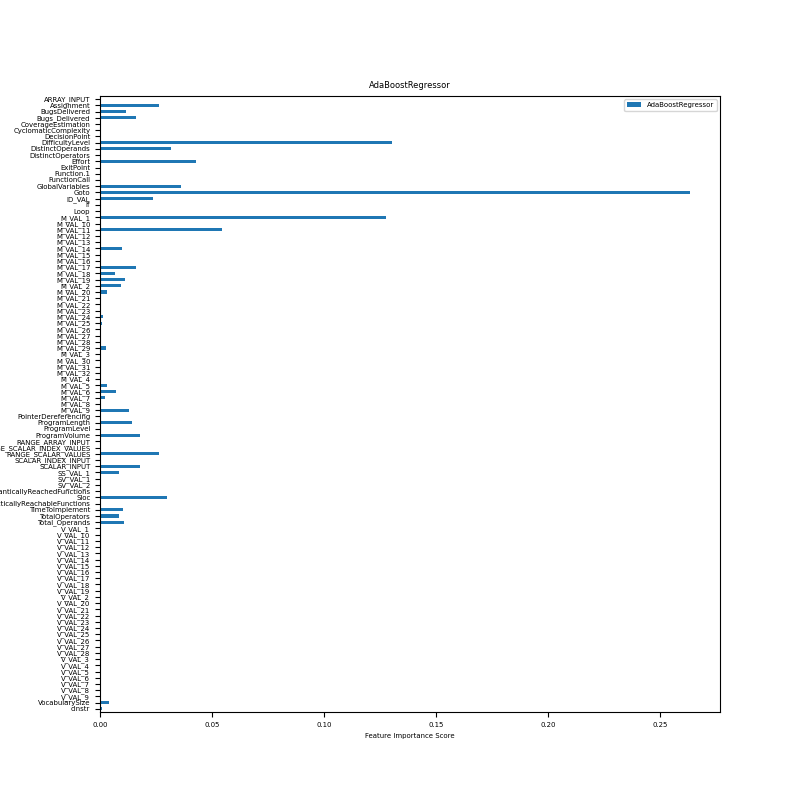 AdaBoostRegressor
AdaBoostRegressor
ARRAY_INPUT
Assignment
BugsDelivered
Bugs_Delivered
CoverageEstimation
CyclomaticComplexity
DecisionPoint
DifficultyLevel
DistinctOperands
DistinctOperators
Effort
ExitPoint
Function.1
FunctionCall
GlobalVariables
Goto
ID_VAL
If
Loop
M_VAL_1
M_VAL_10
M_VAL_11
M_VAL_12
M_VAL_13
M_VAL_14
M_VAL_15
M_VAL_16
M_VAL_17
M_VAL_18
M_VAL_19
M_VAL_2
M_VAL_20
M_VAL_21
M_VAL_22
M_VAL_23
M_VAL_24
M_VAL_25
M_VAL_26
M_VAL_27
M_VAL_28
M_VAL_29
M_VAL_3
M_VAL_30
M_VAL_31
M_VAL_32
M_VAL_4
M_VAL_5
M_VAL_6
M_VAL_7
M_VAL_8
M_VAL_9
PointerDereferencing
ProgramLength
ProgramLevel
ProgramVolume
RANGE_ARRAY_INPUT
E_SCALAR_INDEX_VALUES
RANGE_SCALAR_VALUES
SCALAR_INDEX_INPUT
SCALAR_INPUT
SS_VAL_1
SV_VAL_1
SV_VAL_2
anticallyReachedFunctions
Sloc
ticallyReachableFunctions
TimeToImplement
TotalOperators
Total_Operands
V_VAL_1
V_VAL_10
V_VAL_11
V_VAL_12
V_VAL_13
V_VAL_14
V_VAL_15
V_VAL_16
V_VAL_17
V_VAL_18
V_VAL_19
V_VAL_2
V_VAL_20
V_VAL_21
V_VAL_22
V_VAL_23
V_VAL_24
V_VAL_25
V_VAL_26
V_VAL_27
V_VAL_28
V_VAL_3
V_VAL_4
V_VAL_5
V_VAL_6
V_VAL_7
V_VAL_8
V_VAL_9
VocabularySize
cinstr
0.00 0.05 0.10 0.15 0.20 0.25
Feature Importance Score